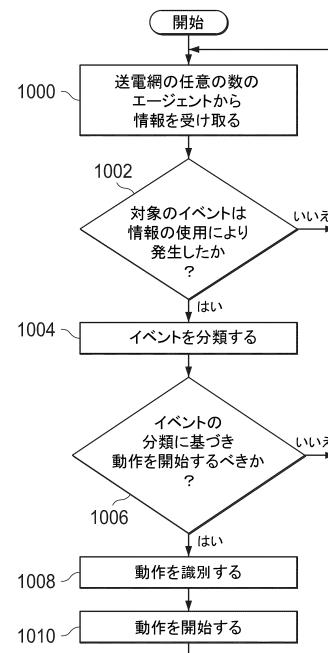 開始
1000
送電網の任意の数の
エージェントから
情報を受け取る
1002
対象のイベントは
情報の使用により
発生したか
?
いいえ
はい
1004
イベントを分類する
イベントの
分類に基づき
動作を開始するべきか
?
いいえ
1006
はい
1008
動作を識別する
1010
動作を開始する